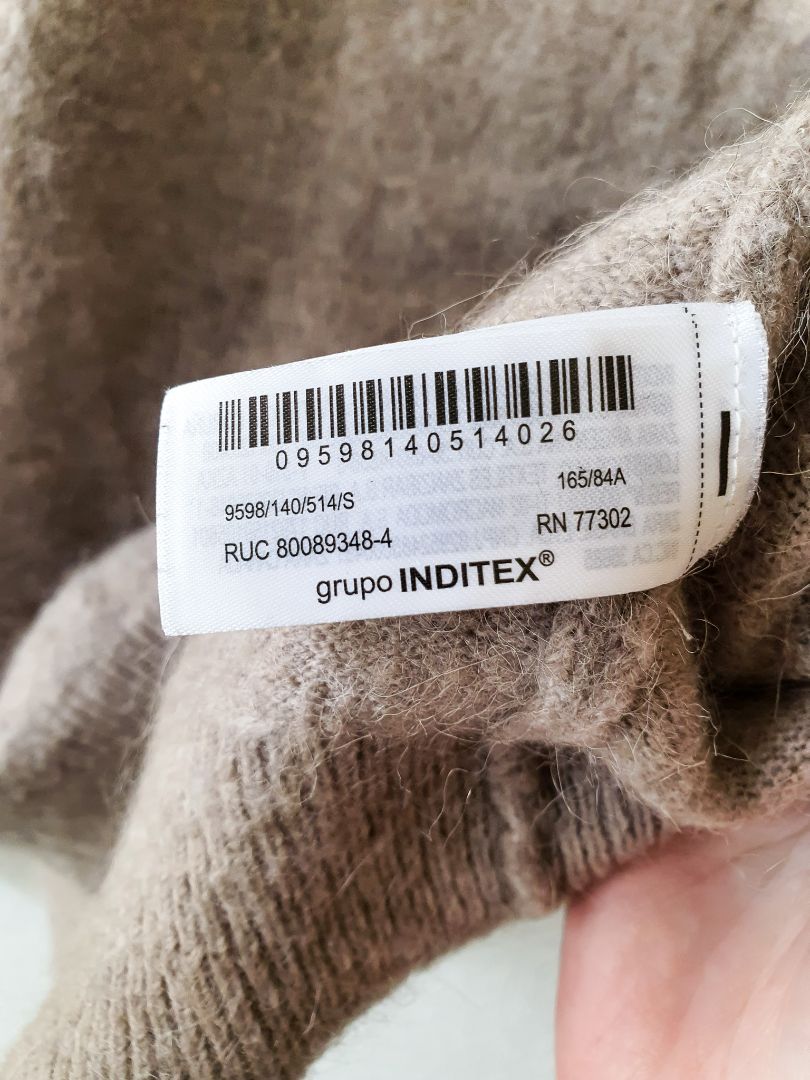 09598140514026
9598/140/514/S 165/84A
RUC 80089348-4 RN 77302
grupo INDITEX®